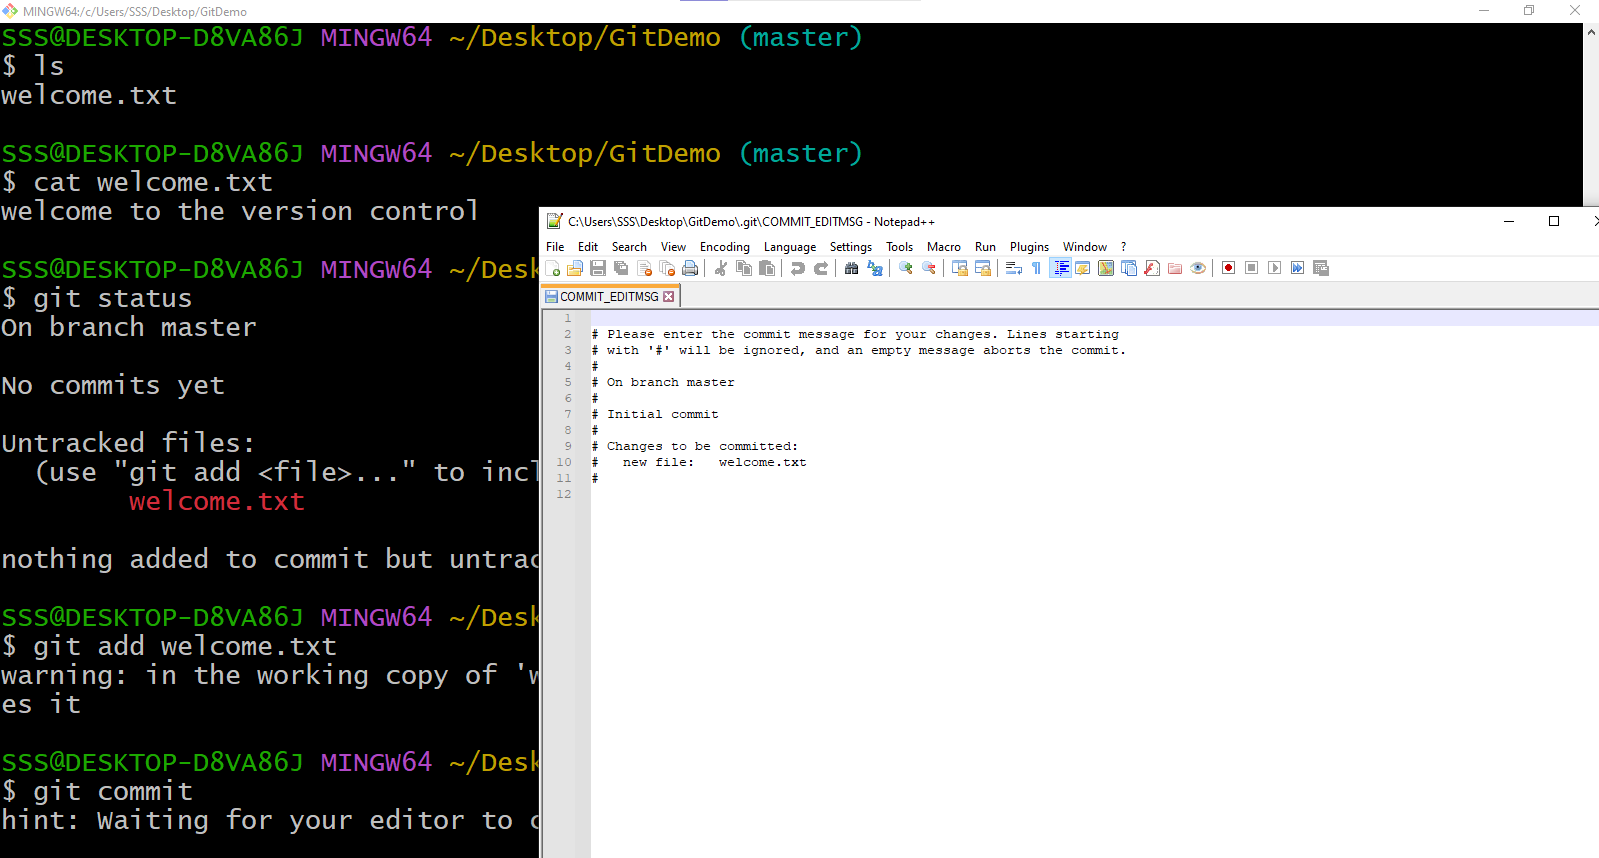 MINGW64:/c/Users/SSS/Desktop/GitDemo
SSS@DESKTOP-D8VA86J MINGW64 ~/Desktop/GitDemo (master)
$ ls
welcome.txt
SSS@DESKTOP-D8VA86J MINGW64 ~/Desktop/GitDemo (master)
$ cat welcome.txt
welcome to the version control
SSS@DESKTOP-D8VA86J MINGW64 ~/Desk
$ git status
On branch master
No commits yet
Untracked files:
(use "git add <file>..." to incl
welcome.txt
nothing added to commit but untrac
SSS@DESKTOP-D8VA86J MINGW64 ~/Desk
$ git add welcome.txt
warning: in the working copy of 'w
es it
SSS@DESKTOP-D8VA86J MINGW64 ~/Desk
$ git commit
hint: Waiting for your editor to c
C:\Users\SSS\Desktop\GitDemo\.git\COMMIT_EDITMSG - Notepad++
File Edit Search View Encoding Language Settings Tools Macro Run Plugins Window ?
COMMIT_EDITMSG
1
2 # Please enter the commit message for your changes. Lines starting
3 # with '#' will be ignored, and an empty message aborts the commit.
4 #
5 # On branch master
6 #
7 # Initial commit
8 #
9 # Changes to be committed:
10 # new file: welcome.txt
11 #
12